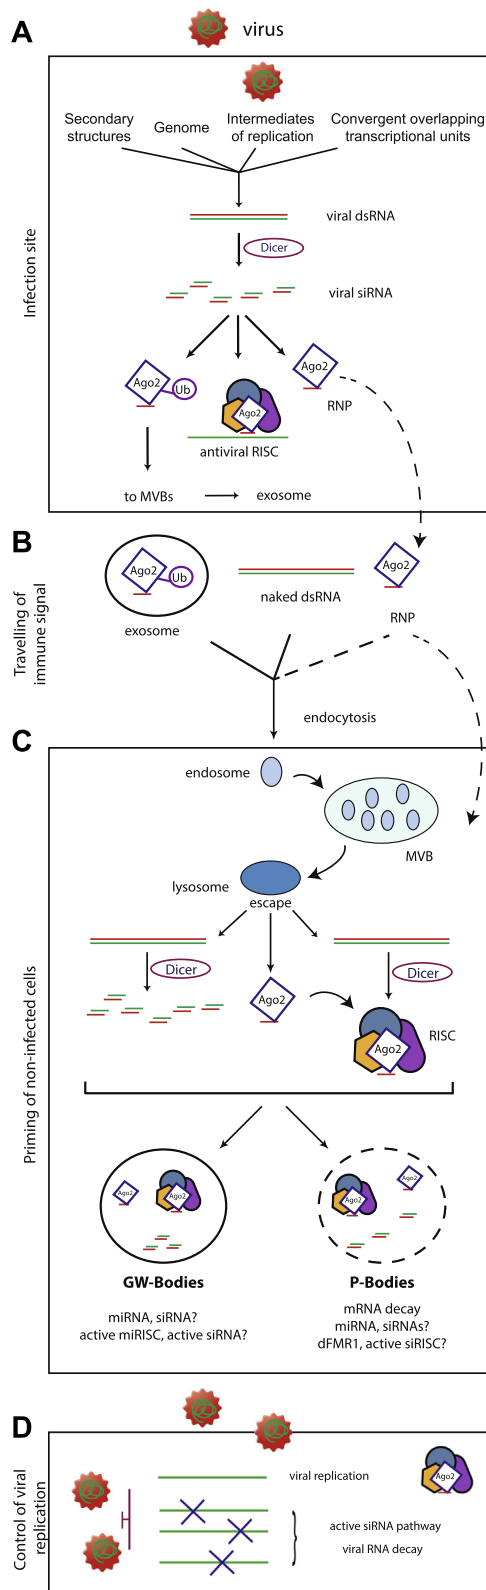 A
virus
Secondary
structures
Genome
Intermediates
of replication
Convergent overlapping
transcriptional units
viral dsRNA
Dicer
viral siRNA
Infection site
Ago2
Ub
Ago2
Ago2
RNP
antiviral RISC
to MVBs
exosome
B
Travelling of
immune signal
Ago2
Ub
exosome
naked dsRNA
Ago2
RNP
endocytosis
C
Priming of non-infected cells
endosome
MVB
lysosome
escape
Dicer
Dicer
Ago2
RISC
Ago2
Ago2
Ago2
Ago2
Ago2
GW-Bodies
miRNA, siRNA?
active miRISC, active siRNA?
P-Bodies
mRNA decay
miRNA, siRNAs?
dFMR1, active siRISC?
D
Control of viral
replication
viral replication
Ago2
active siRNA pathway
viral RNA decay